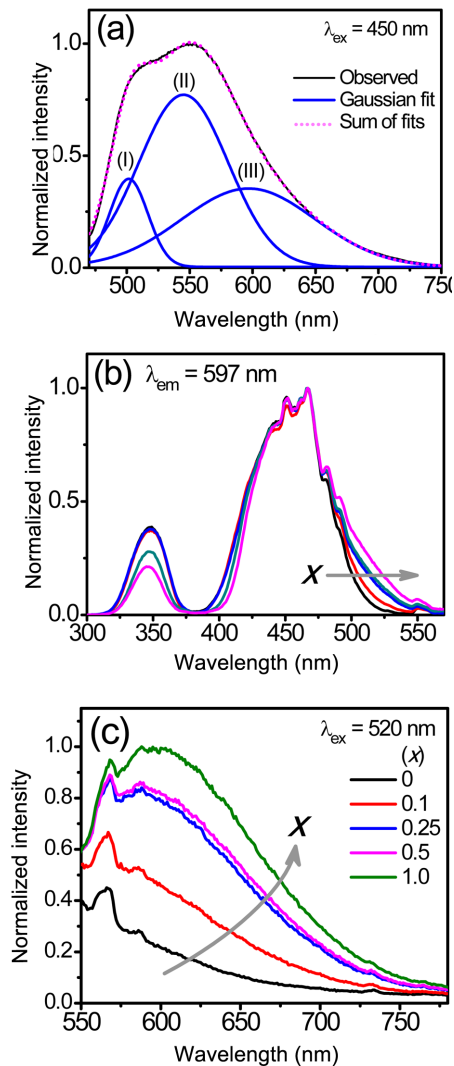 (a)
λex = 450 nm
Observed
Gaussian fit
Sum of fits
(I)
(II)
(III)
Normalized intensity
1.0
0.5
0.0
500 550 600 650 700 750
Wavelength (nm)
(b)
λem = 597 nm
Normalized intensity
1.0
0.5
0.0
x
300 350 400 450 500 550
Wavelength (nm)
(c)
λex = 520 nm
(x)
0
0.1
0.25
0.5
1.0
x
Normalized intensity
1.0
0.8
0.6
0.4
0.2
0.0
550 600 650 700 750
Wavelength (nm)